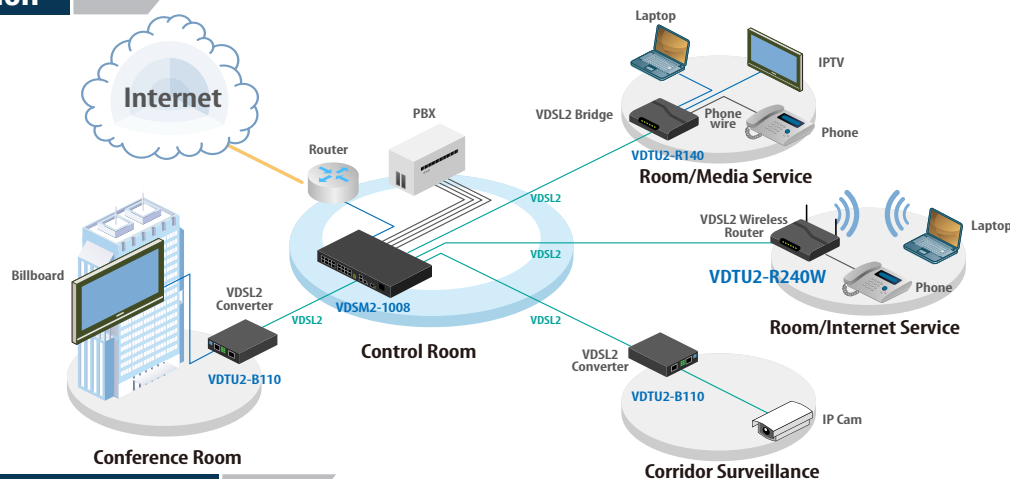 Internet
Router
PBX
Laptop
IPTV
VDSL2 Bridge
Phone
wire
Phone
VDTU2-R140
Room/Media Service
VDSL2
VDSL2 Wireless
Router
Laptop
VDSL2
VDTU2-R240W
Phone
Room/Internet Service
Billboard
VDSL2
Converter
VDSM2-1008
VDSL2
VDSL2
Control Room
VDTU2-B110
VDSL2
Converter
VDTU2-B110
IP Cam
Conference Room
Corridor Surveillance